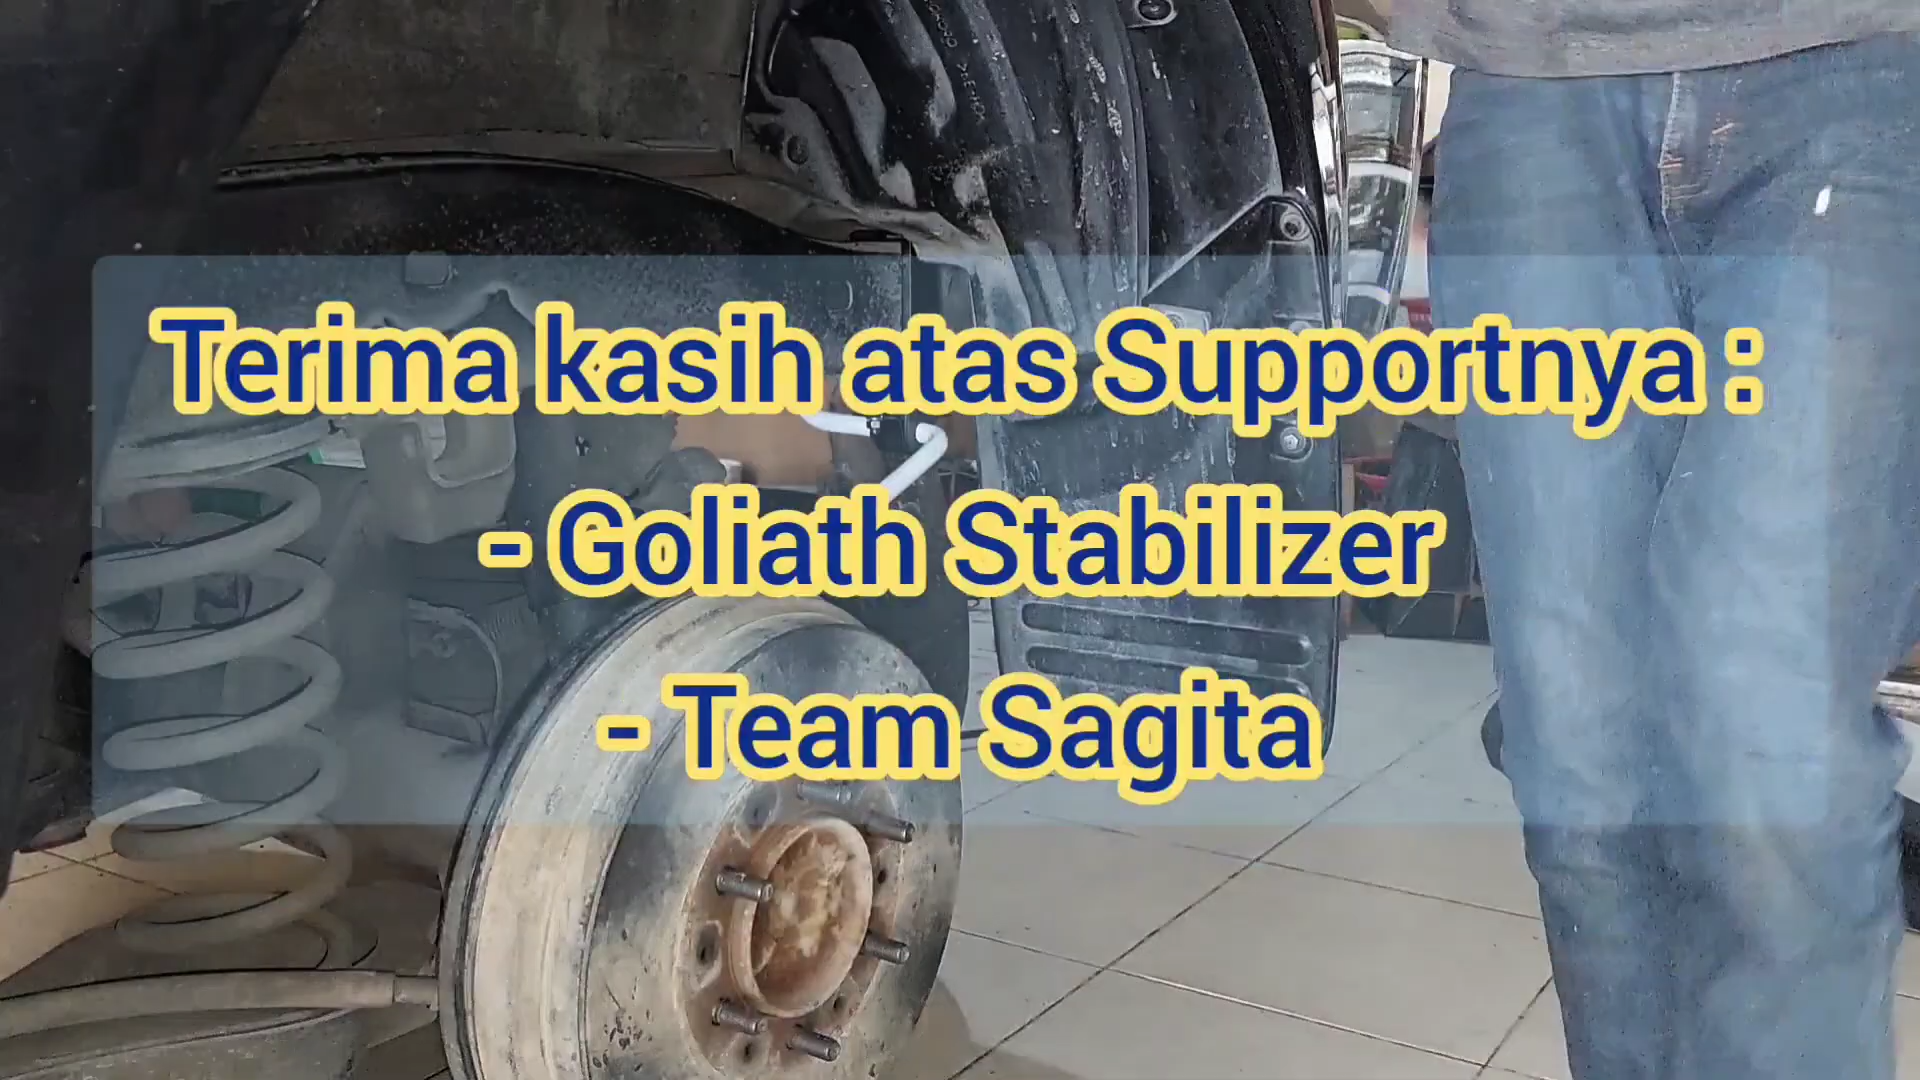 Terima kasih atas Supportnya :
- Goliath Stabilizer
- Team Sagita